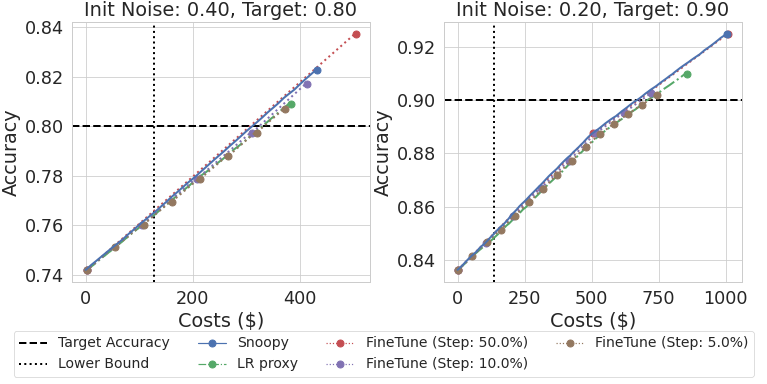 Init Noise: 0.40, Target: 0.80
0.84
0.82
0.80
0.78
0.76
0.74
Accuracy
0
200
400
Costs ($)
Init Noise: 0.20, Target: 0.90
0.92
0.90
0.88
0.86
0.84
Accuracy
0
250
500
750
1000
Costs ($)
Target Accuracy
Lower Bound
Snoopy
LR proxy
FineTune (Step: 50.0%)
FineTune (Step: 10.0%)
FineTune (Step: 5.0%)